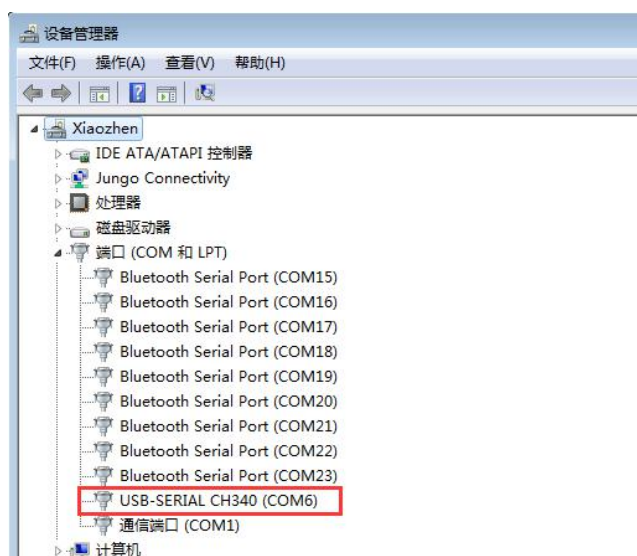 设备管理器
文件(F) 操作(A) 查看(V) 帮助(H)
Xiaozhen
IDE ATA/ATAPI 控制器
Jungo Connectivity
处理器
磁盘驱动器
端口 (COM 和 LPT)
Bluetooth Serial Port (COM15)
Bluetooth Serial Port (COM16)
Bluetooth Serial Port (COM17)
Bluetooth Serial Port (COM18)
Bluetooth Serial Port (COM19)
Bluetooth Serial Port (COM20)
Bluetooth Serial Port (COM21)
Bluetooth Serial Port (COM22)
Bluetooth Serial Port (COM23)
USB-SERIAL CH340 (COM6)
通信端口 (COM1)
计算机